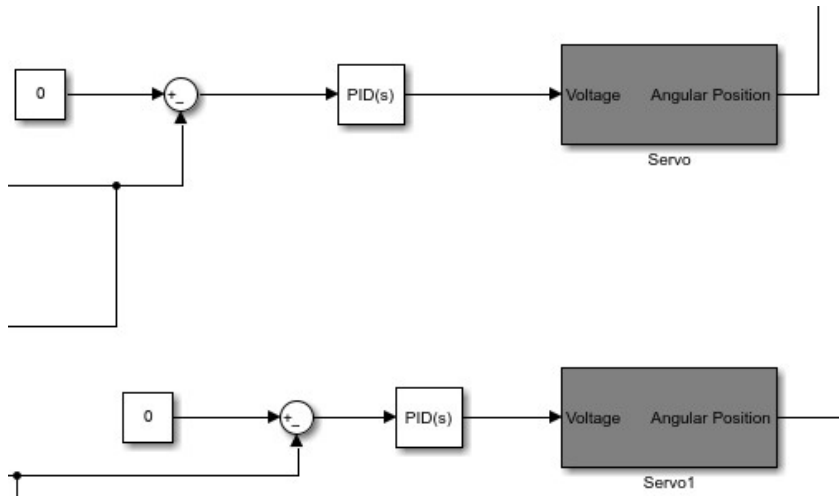 0
+
−
PID(s)
Voltage
Angular Position
Servo
0
+
−
PID(s)
Voltage
Angular Position
Servo1